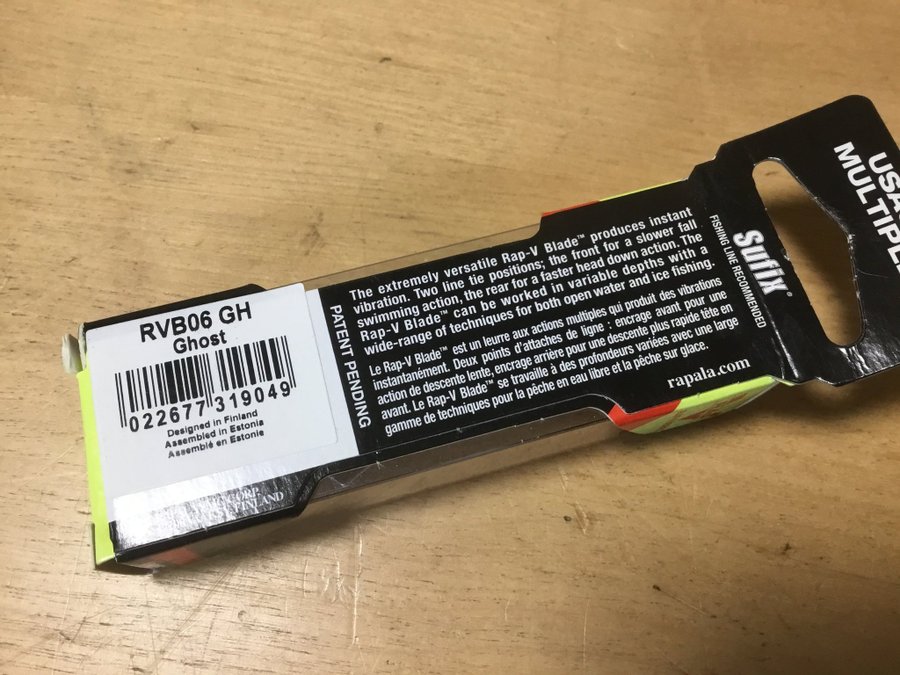 RVB06 GH
Ghost
022677 319049
Designed in Finland
Assembled in Estonia
Assemblé en Estonie
CORP.
FINLAND
PATENT PENDING
The extremely versatile Rap-V Blade™ produces instant
vibration. Two line tie positions; the front for a slower fall
swimming action, the rear for a faster head down action. The
Rap-V Blade™ can be worked in variable depths with a
wide-range of techniques for both open water and ice fishing.
Le Rap-V Blade™ est un leurre aux actions multiples qui produit des vibrations
instantanément. Deux points d'attaches de ligne : encrage avant pour une
action de descente lente, encrage arrière pour une descente plus rapide tête en
avant. Le Rap-V Blade™ se travaille à des profondeurs variées avec une large
gamme de techniques pour la pêche en eau libre et la pêche sur glace.
rapala.com
Sufix®
FISHING LINE RECOMMENDED